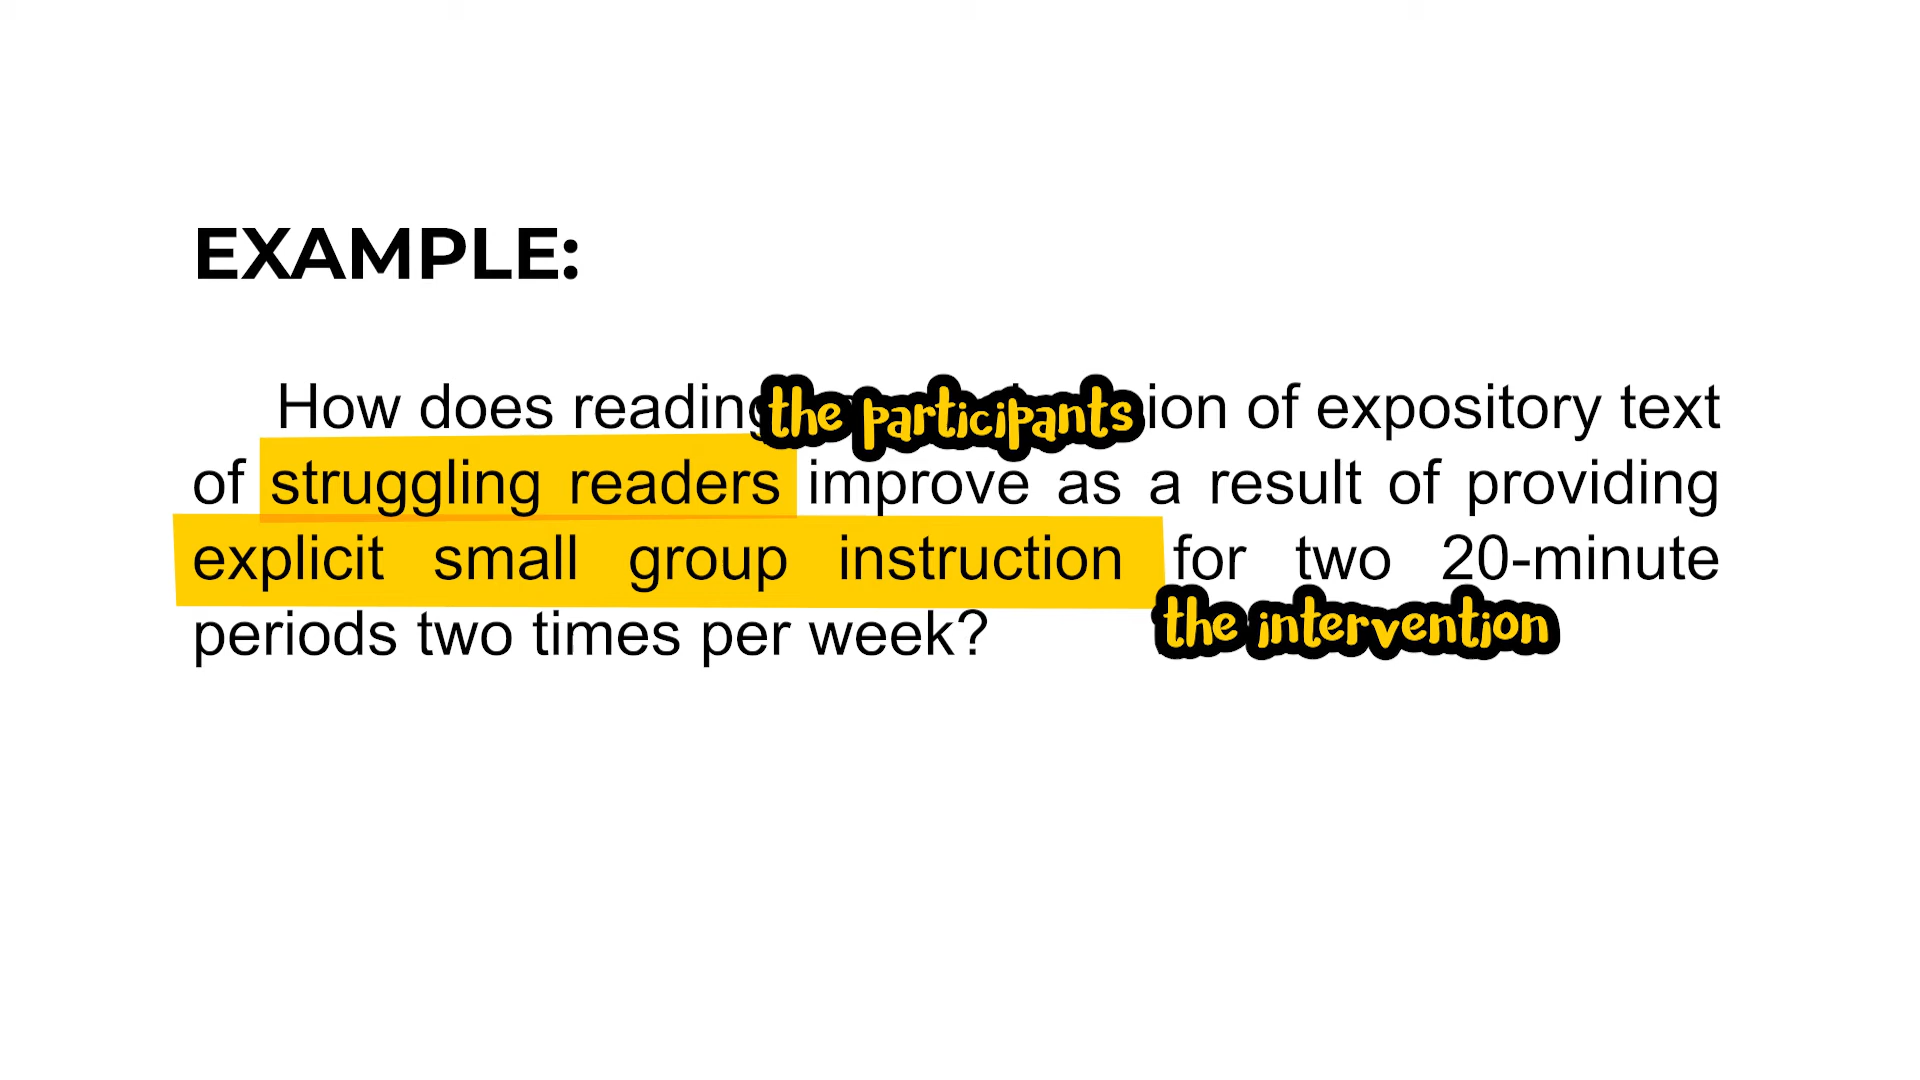 EXAMPLE:
How does reading the participants ion of expository text
of struggling readers improve as a result of providing
explicit small group instruction for two 20-minute
periods two times per week?
the intervention